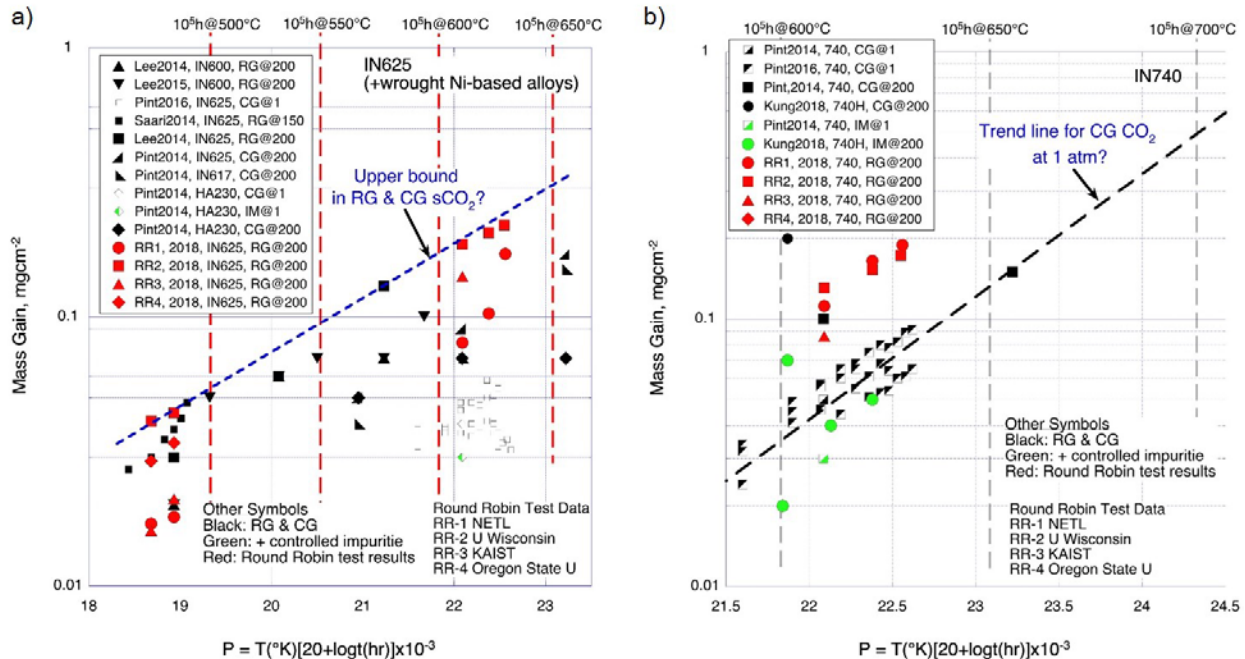 a)
10⁵h@500°C 10⁵h@550°C 10⁵h@600°C 10⁵h@650°C
1
Lee2014, IN600, RG@200
Lee2015, IN600, RG@200
Pint2016, IN625, CG@1
Saari2014, IN625, RG@150
Lee2014, IN625, RG@200
Pint2014, IN625, CG@200
Pint2014, IN617, CG@200
Pint2014, HA230, CG@1
Pint2014, HA230, IM@1
Pint2014, HA230, CG@200
RR1, 2018, IN625, RG@200
RR2, 2018, IN625, RG@200
RR3, 2018, IN625, RG@200
RR4, 2018, IN625, RG@200
IN625
(+wrought Ni-based alloys)
Upper bound
in RG & CG sCO₂?
Mass Gain, mgcm⁻²
0.1
Other Symbols
Black: RG & CG
Green: + controlled impuritie
Red: Round Robin test results
Round Robin Test Data
RR-1 NETL
RR-2 U Wisconsin
RR-3 KAIST
RR-4 Oregon State U
0.01
18 19 20 21 22 23
P = T(°K)[20+logt(hr)]x10⁻³
b)
10⁵h@600°C 10⁵h@650°C 10⁵h@700°C
1
Pint2014, 740, CG@1
Pint2016, 740, CG@1
Pint,2014, 740, CG@200
Kung2018, 740H, CG@200
Pint2014, 740, IM@1
Kung2018, 740H, IM@200
RR1, 2018, 740, RG@200
RR2, 2018, 740, RG@200
RR3, 2018, 740, RG@200
RR4, 2018, 740, RG@200
IN740
Trend line for CG CO₂
at 1 atm?
Mass Gain, mgcm⁻²
0.1
Other Symbols
Black: RG & CG
Green: + controlled impuritie
Red: Round Robin test results
Round Robin Test Data
RR-1 NETL
RR-2 U Wisconsin
RR-3 KAIST
RR-4 Oregon State U
0.01
21.5 22 22.5 23 23.5 24 24.5
P = T(°K)[20+logt(hr)]x10⁻³